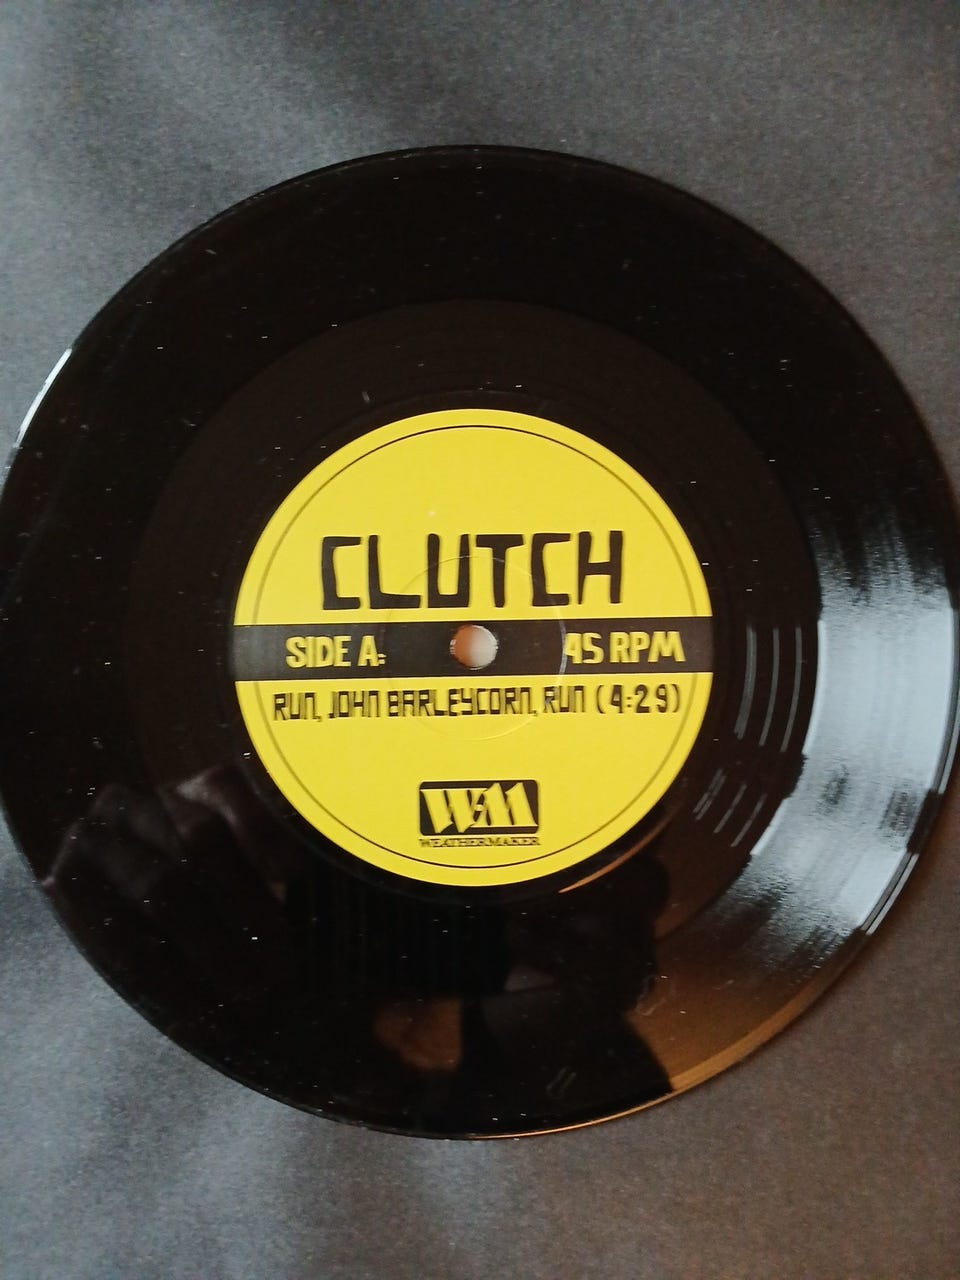 CLUTCH
SIDE A: 45 RPM
RUN, JOHN BARLEYCORN, RUN (4:29)
WM
WEATHERMAKER